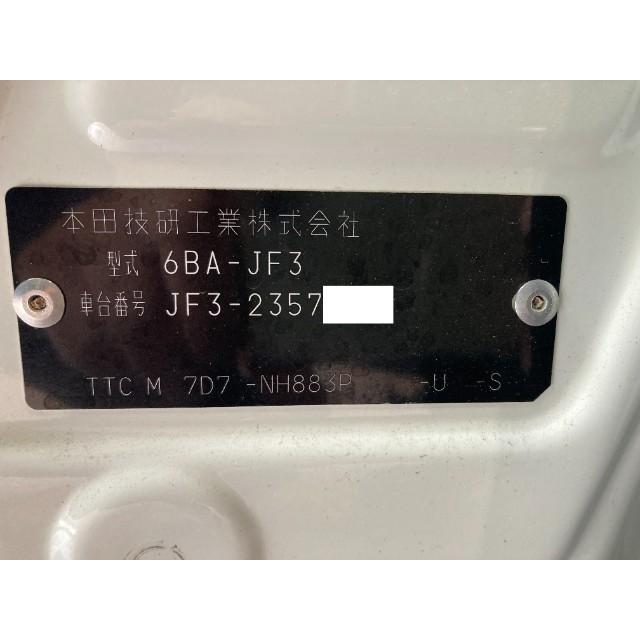 本田技研工業株式会社
型式 6BA-JF3
車台番号 JF3-2357
TTC M 7D7 -NH883P -U -S